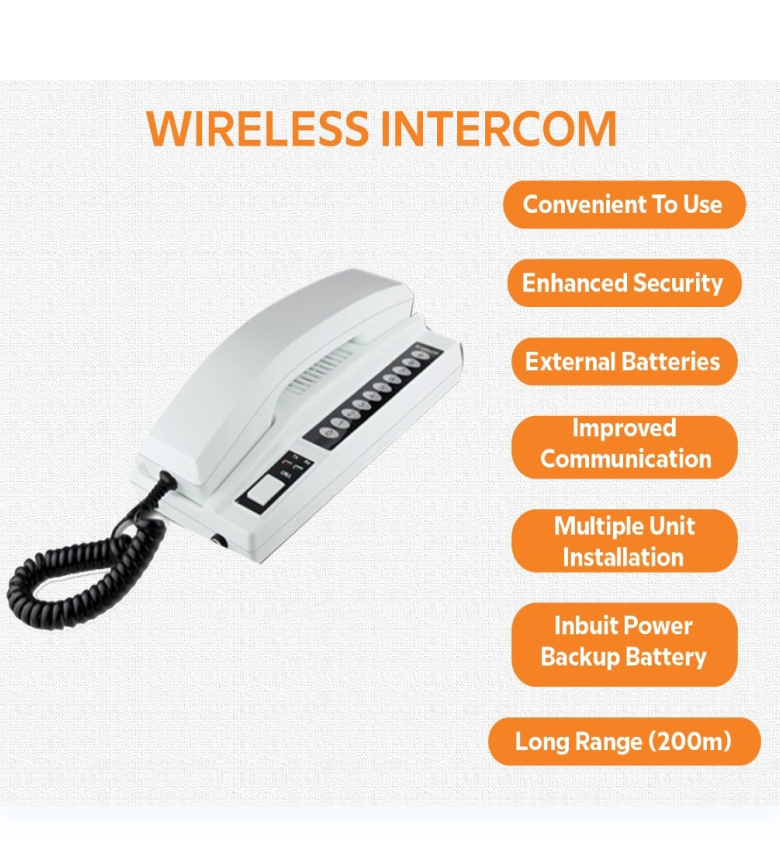 WIRELESS INTERCOM
Convenient To Use
Enhanced Security
External Batteries
Improved
Communication
Multiple Unit
Installation
Inbuit Power
Backup Battery
Long Range (200m)